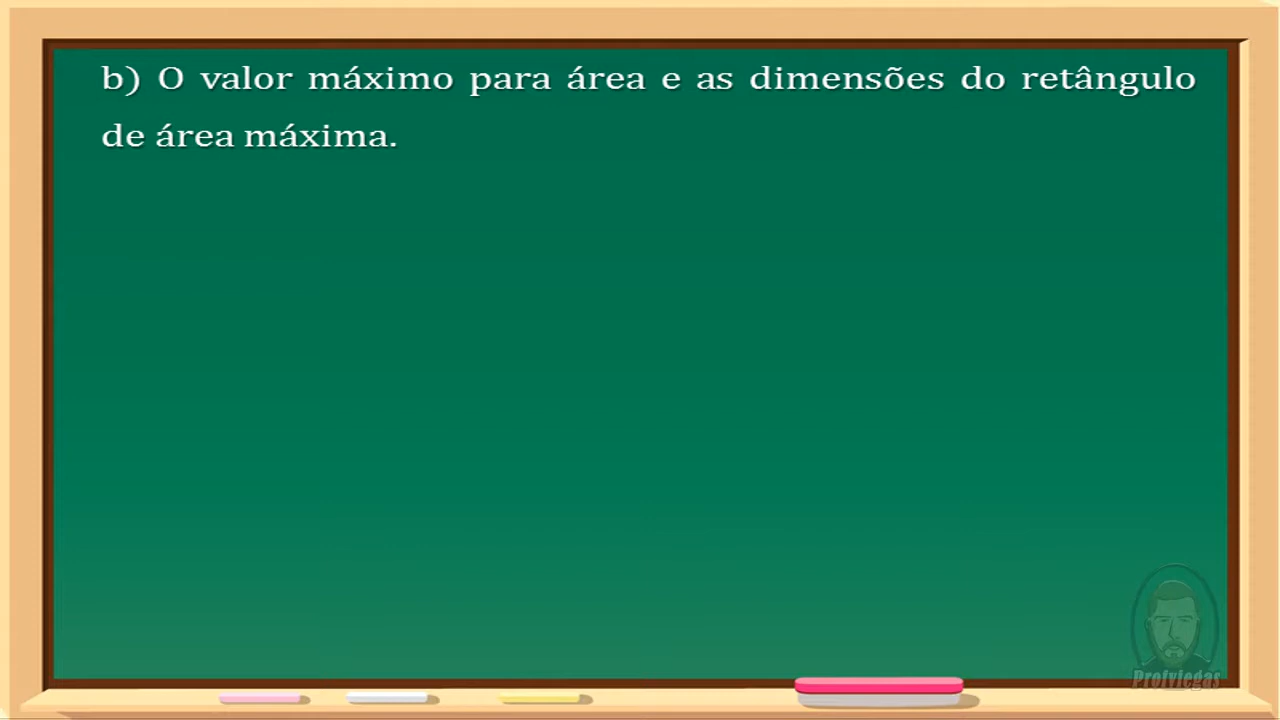 b) O valor máximo para área e as dimensões do retângulo
de área máxima.
Profviegas